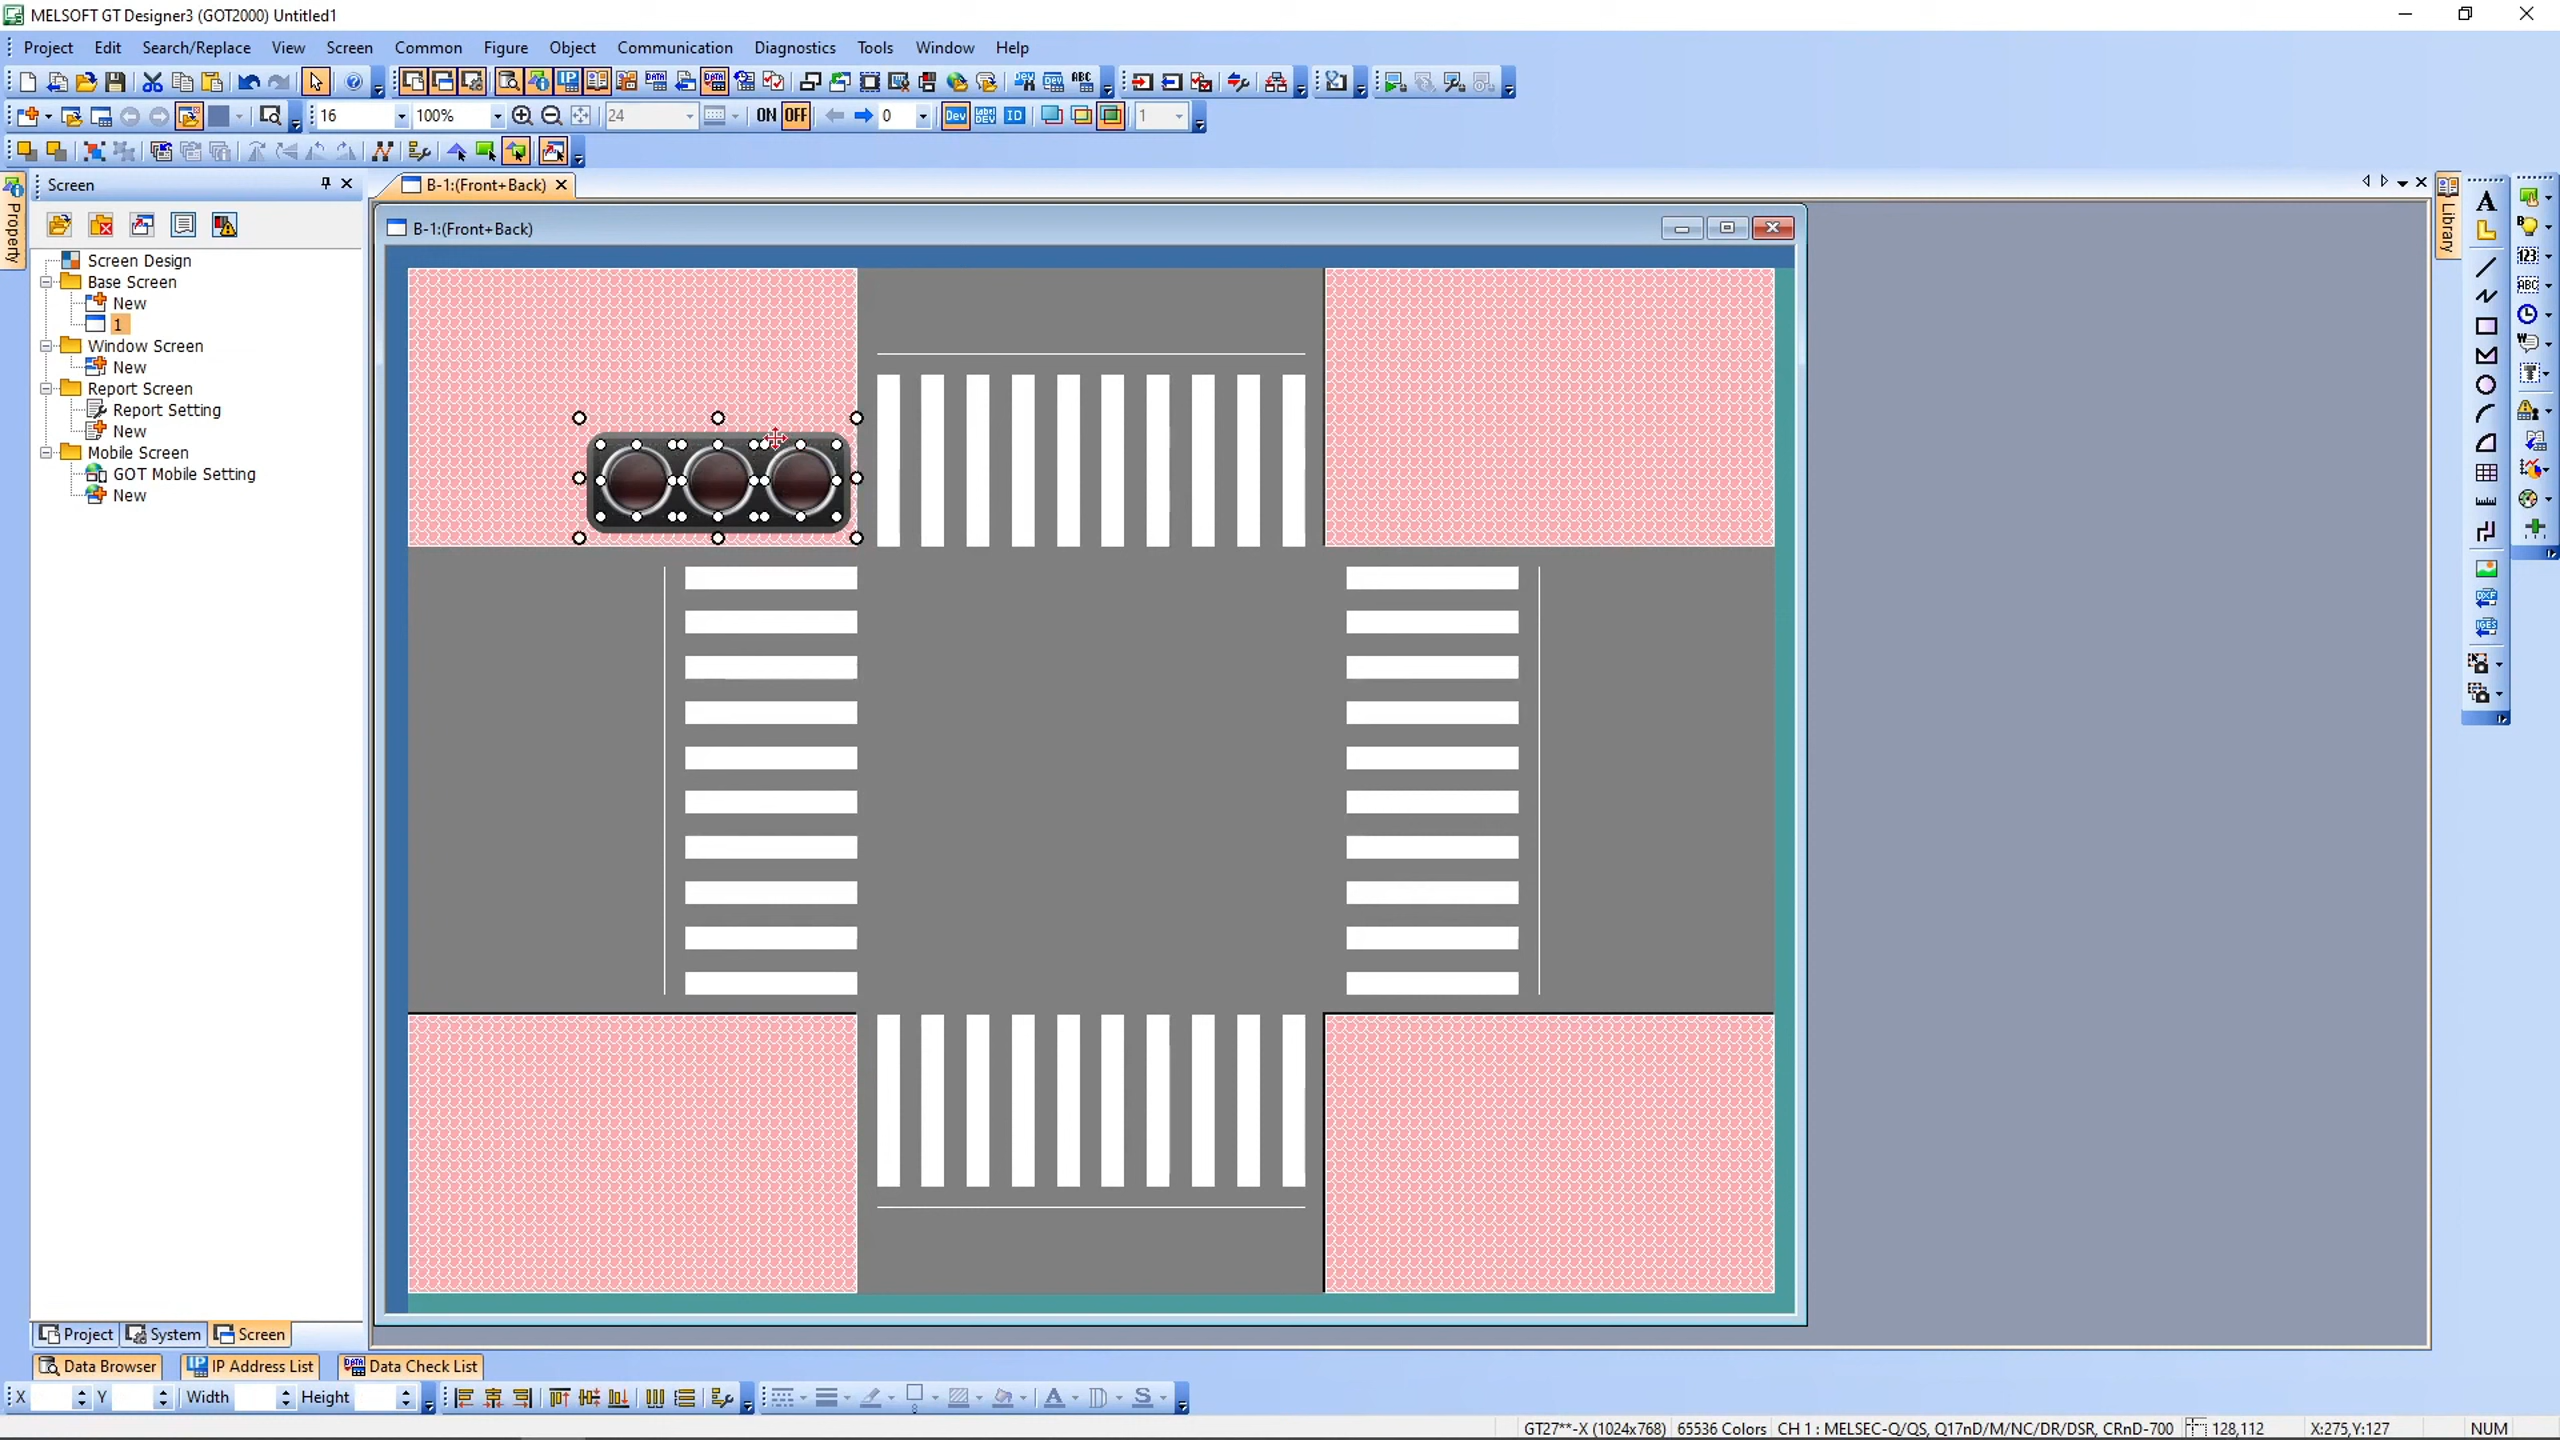 MELSOFT GT Designer3 (GOT2000) Untitled1
Project Edit Search/Replace View Screen Common Figure Object Communication Diagnostics Tools Window Help
16 100% 24 ON OFF 0 Dev ID 1
Screen
B-1:(Front+Back)
Property
Library
B-1:(Front+Back)
Screen Design
Base Screen
New
1
Window Screen
New
Report Screen
Report Setting
New
Mobile Screen
GOT Mobile Setting
New
Project System Screen
Data Browser IP Address List Data Check List
X Y Width Height
GT27**-X (1024x768) 65536 Colors CH 1 : MELSEC-Q/QS, Q17nD/M/NC/DR/DSR, CRnD-700 128,112 X:275,Y:127 NUM